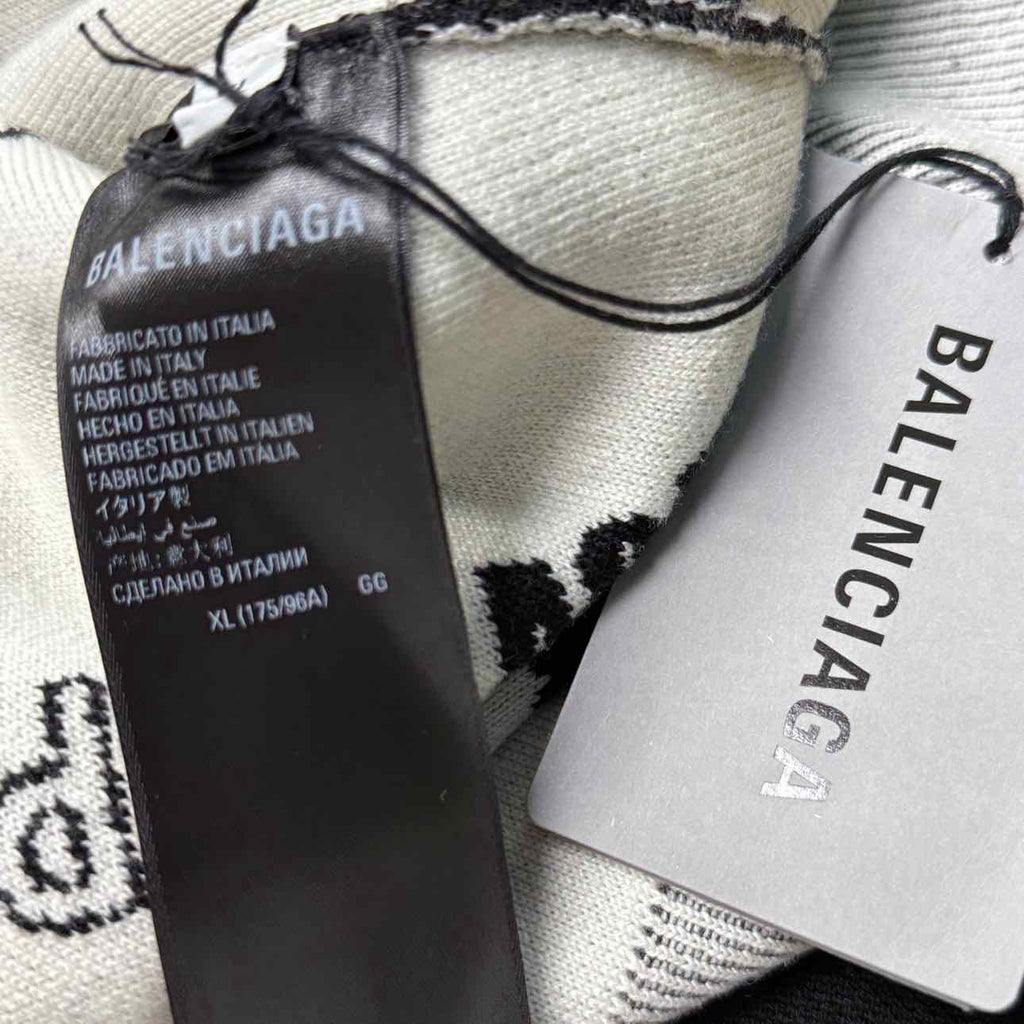 BALENCIAGA
FABBRICATO IN ITALIA
MADE IN ITALY
FABRIQUÉ EN ITALIE
HECHO EN ITALIA
HERGESTELLT IN ITALIEN
FABRICADO EM ITALIA
イタリア製
صنع في إيطاليا
产地：意大利
СДЕЛАНО В ИТАЛИИ
XL (175/96A) GG
BALENCIAGA